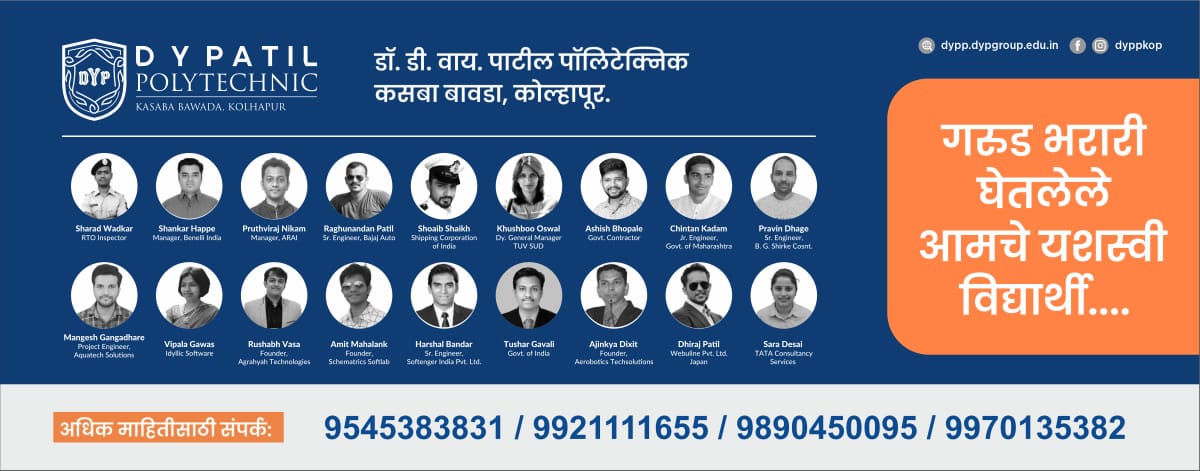 DYP
D Y PATIL
POLYTECHNIC
KASABA BAWADA, KOLHAPUR
डॉ. डी. वाय. पाटील पॉलिटेक्निक
कसबा बावडा, कोल्हापूर.
dypp.dypgroup.edu.in dyppkop
गरुड भरारी
घेतलेले
आमचे यशस्वी
विद्यार्थी....
Sharad Wadkar
RTO Inspector
Shankar Happe
Manager, Benelli India
Pruthviraj Nikam
Manager, ARAI
Raghunandan Patil
Sr. Engineer, Bajaj Auto
Shoaib Shaikh
Shipping Corporation
of India
Khushboo Oswal
Dy. General Manager
TUV SUD
Ashish Bhopale
Govt. Contractor
Chintan Kadam
Jr. Engineer,
Govt. of Maharashtra
Pravin Dhage
Sr. Engineer,
B. G. Shirke Cosnt.
Mangesh Gangadhare
Project Engineer,
Aquatech Solutions
Vipala Gawas
Idyllic Software
Rushabh Vasa
Founder,
Agrahyah Technologies
Amit Mahalank
Founder,
Schematrics Softlab
Harshal Bandar
Sr. Engineer,
Softenger India Pvt. Ltd.
Tushar Gavali
Govt. of India
Ajinkya Dixit
Founder,
Aerobotics Techsolutions
Dhiraj Patil
Webuline Pvt. Ltd.
Japan
Sara Desai
TATA Consultancy
Services
अधिक माहितीसाठी संपर्क:
9545383831 / 9921111655 / 9890450095 / 9970135382